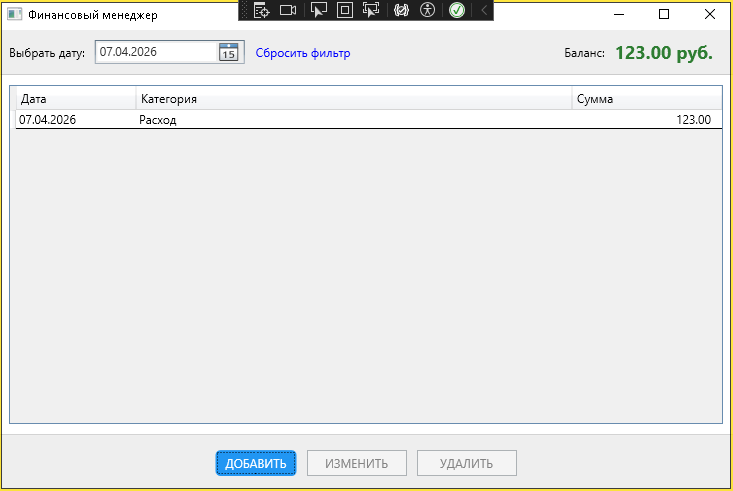 Финансовый менеджер
Выбрать дату: 07.04.2026 15 Сбросить фильтр Баланс: 123.00 руб.
Дата Категория Сумма
07.04.2026 Расход 123.00
ДОБАВИТЬ ИЗМЕНИТЬ УДАЛИТЬ